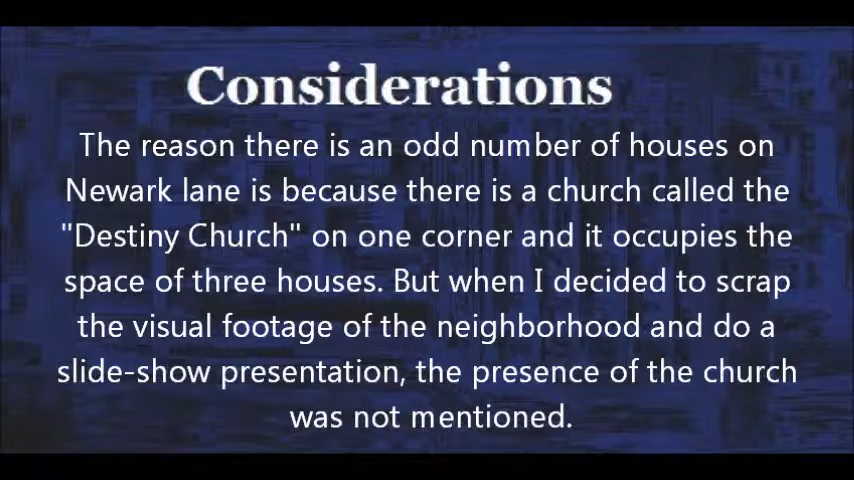 Considerations
The reason there is an odd number of houses on
Newark lane is because there is a church called the
"Destiny Church" on one corner and it occupies the
space of three houses. But when I decided to scrap
the visual footage of the neighborhood and do a
slide-show presentation, the presence of the church
was not mentioned.